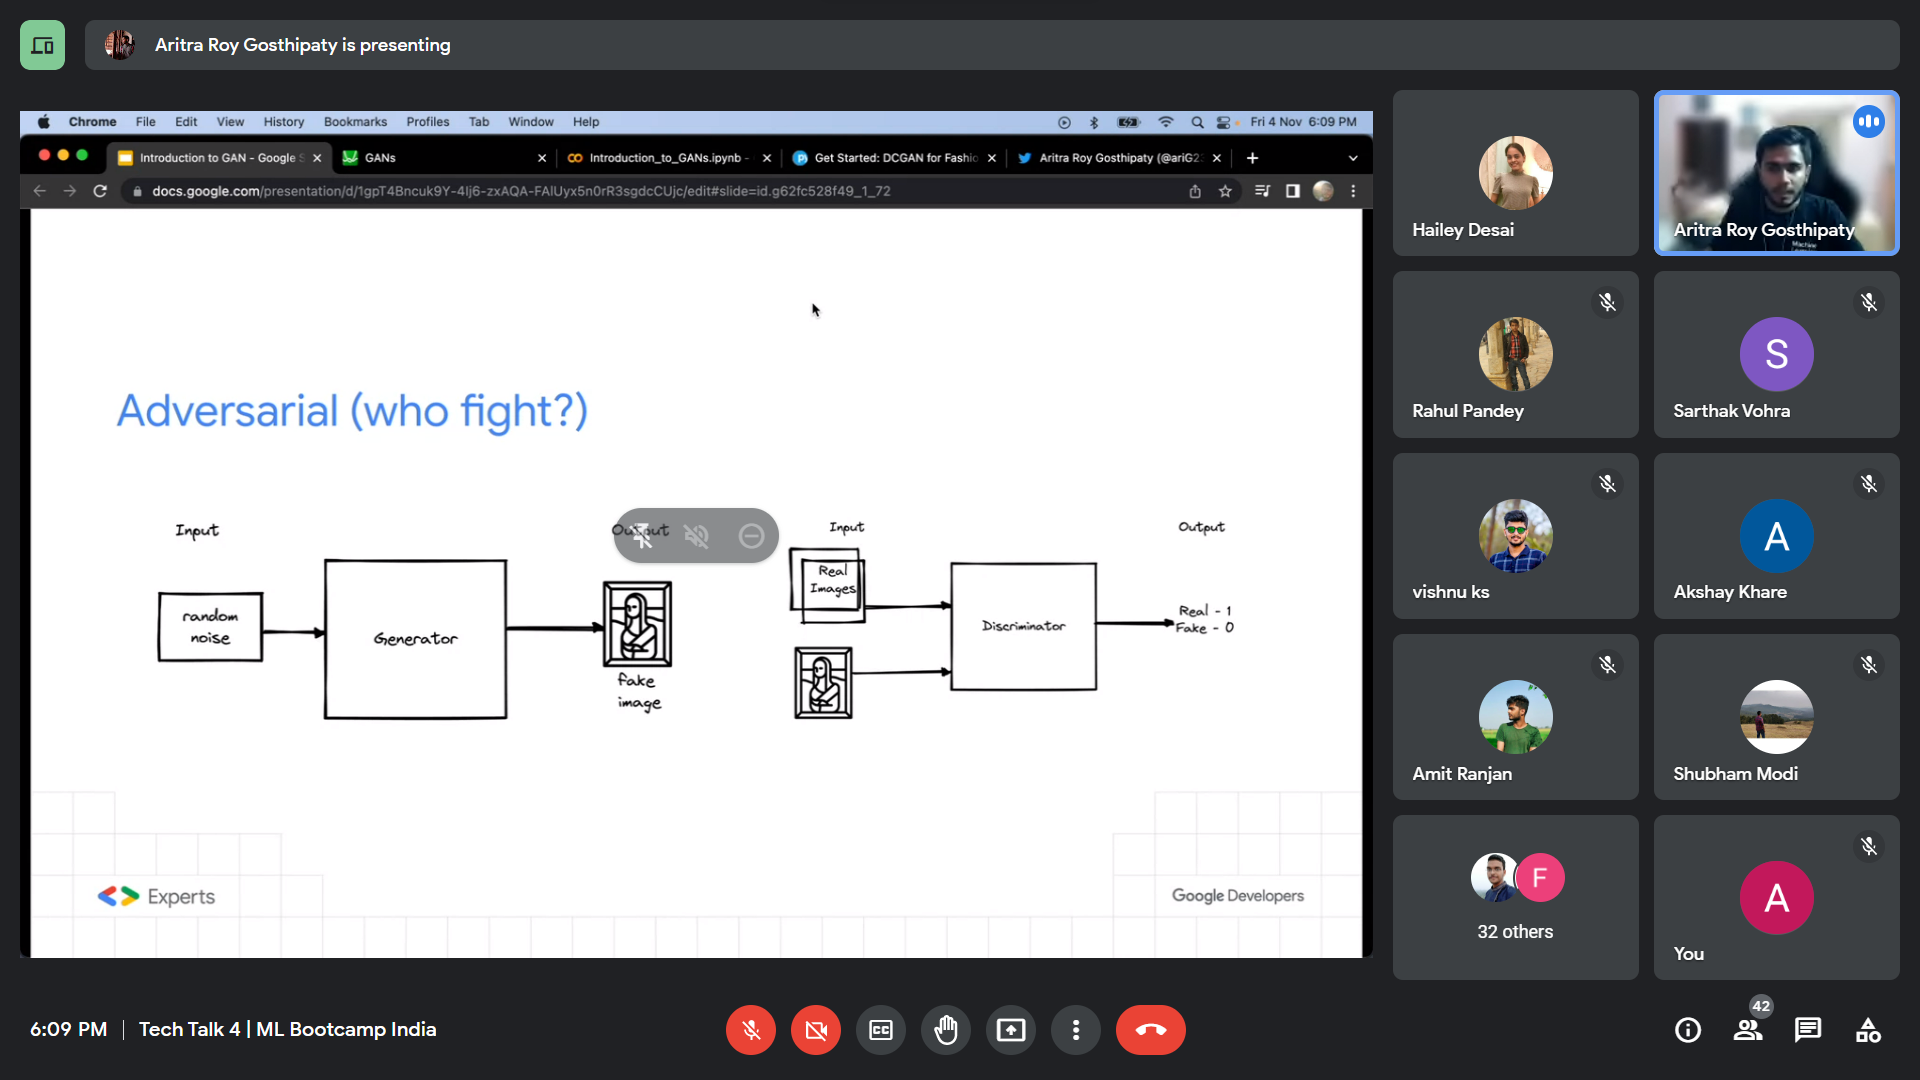 Aritra Roy Gosthipaty is presenting
Chrome File Edit View History Bookmarks Profiles Tab Window Help Fri 4 Nov 6:09 PM
Introduction to GAN - Google S GANs Introduction_to_GANs.ipynb - Get Started: DCGAN for Fashio Aritra Roy Gosthipaty (@ariG2
docs.google.com/presentation/d/1gpT4Bncuk9Y-4lj6-zxAQA-FAlUyx5n0rR3sgdcCUjc/edit#slide=id.g62fc528f49_1_72
Adversarial (who fight?)
Input Output
random
noise
Generator
fake
image
Input Output
Real
Images
Discriminator
Real - 1
Fake - 0
Experts
Google Developers
Hailey Desai
Aritra Roy Gosthipaty
Machine
Rahul Pandey
S
Sarthak Vohra
vishnu ks
A
Akshay Khare
Amit Ranjan
Shubham Modi
F
32 others
A
You
6:09 PM | Tech Talk 4 | ML Bootcamp India
CC
42